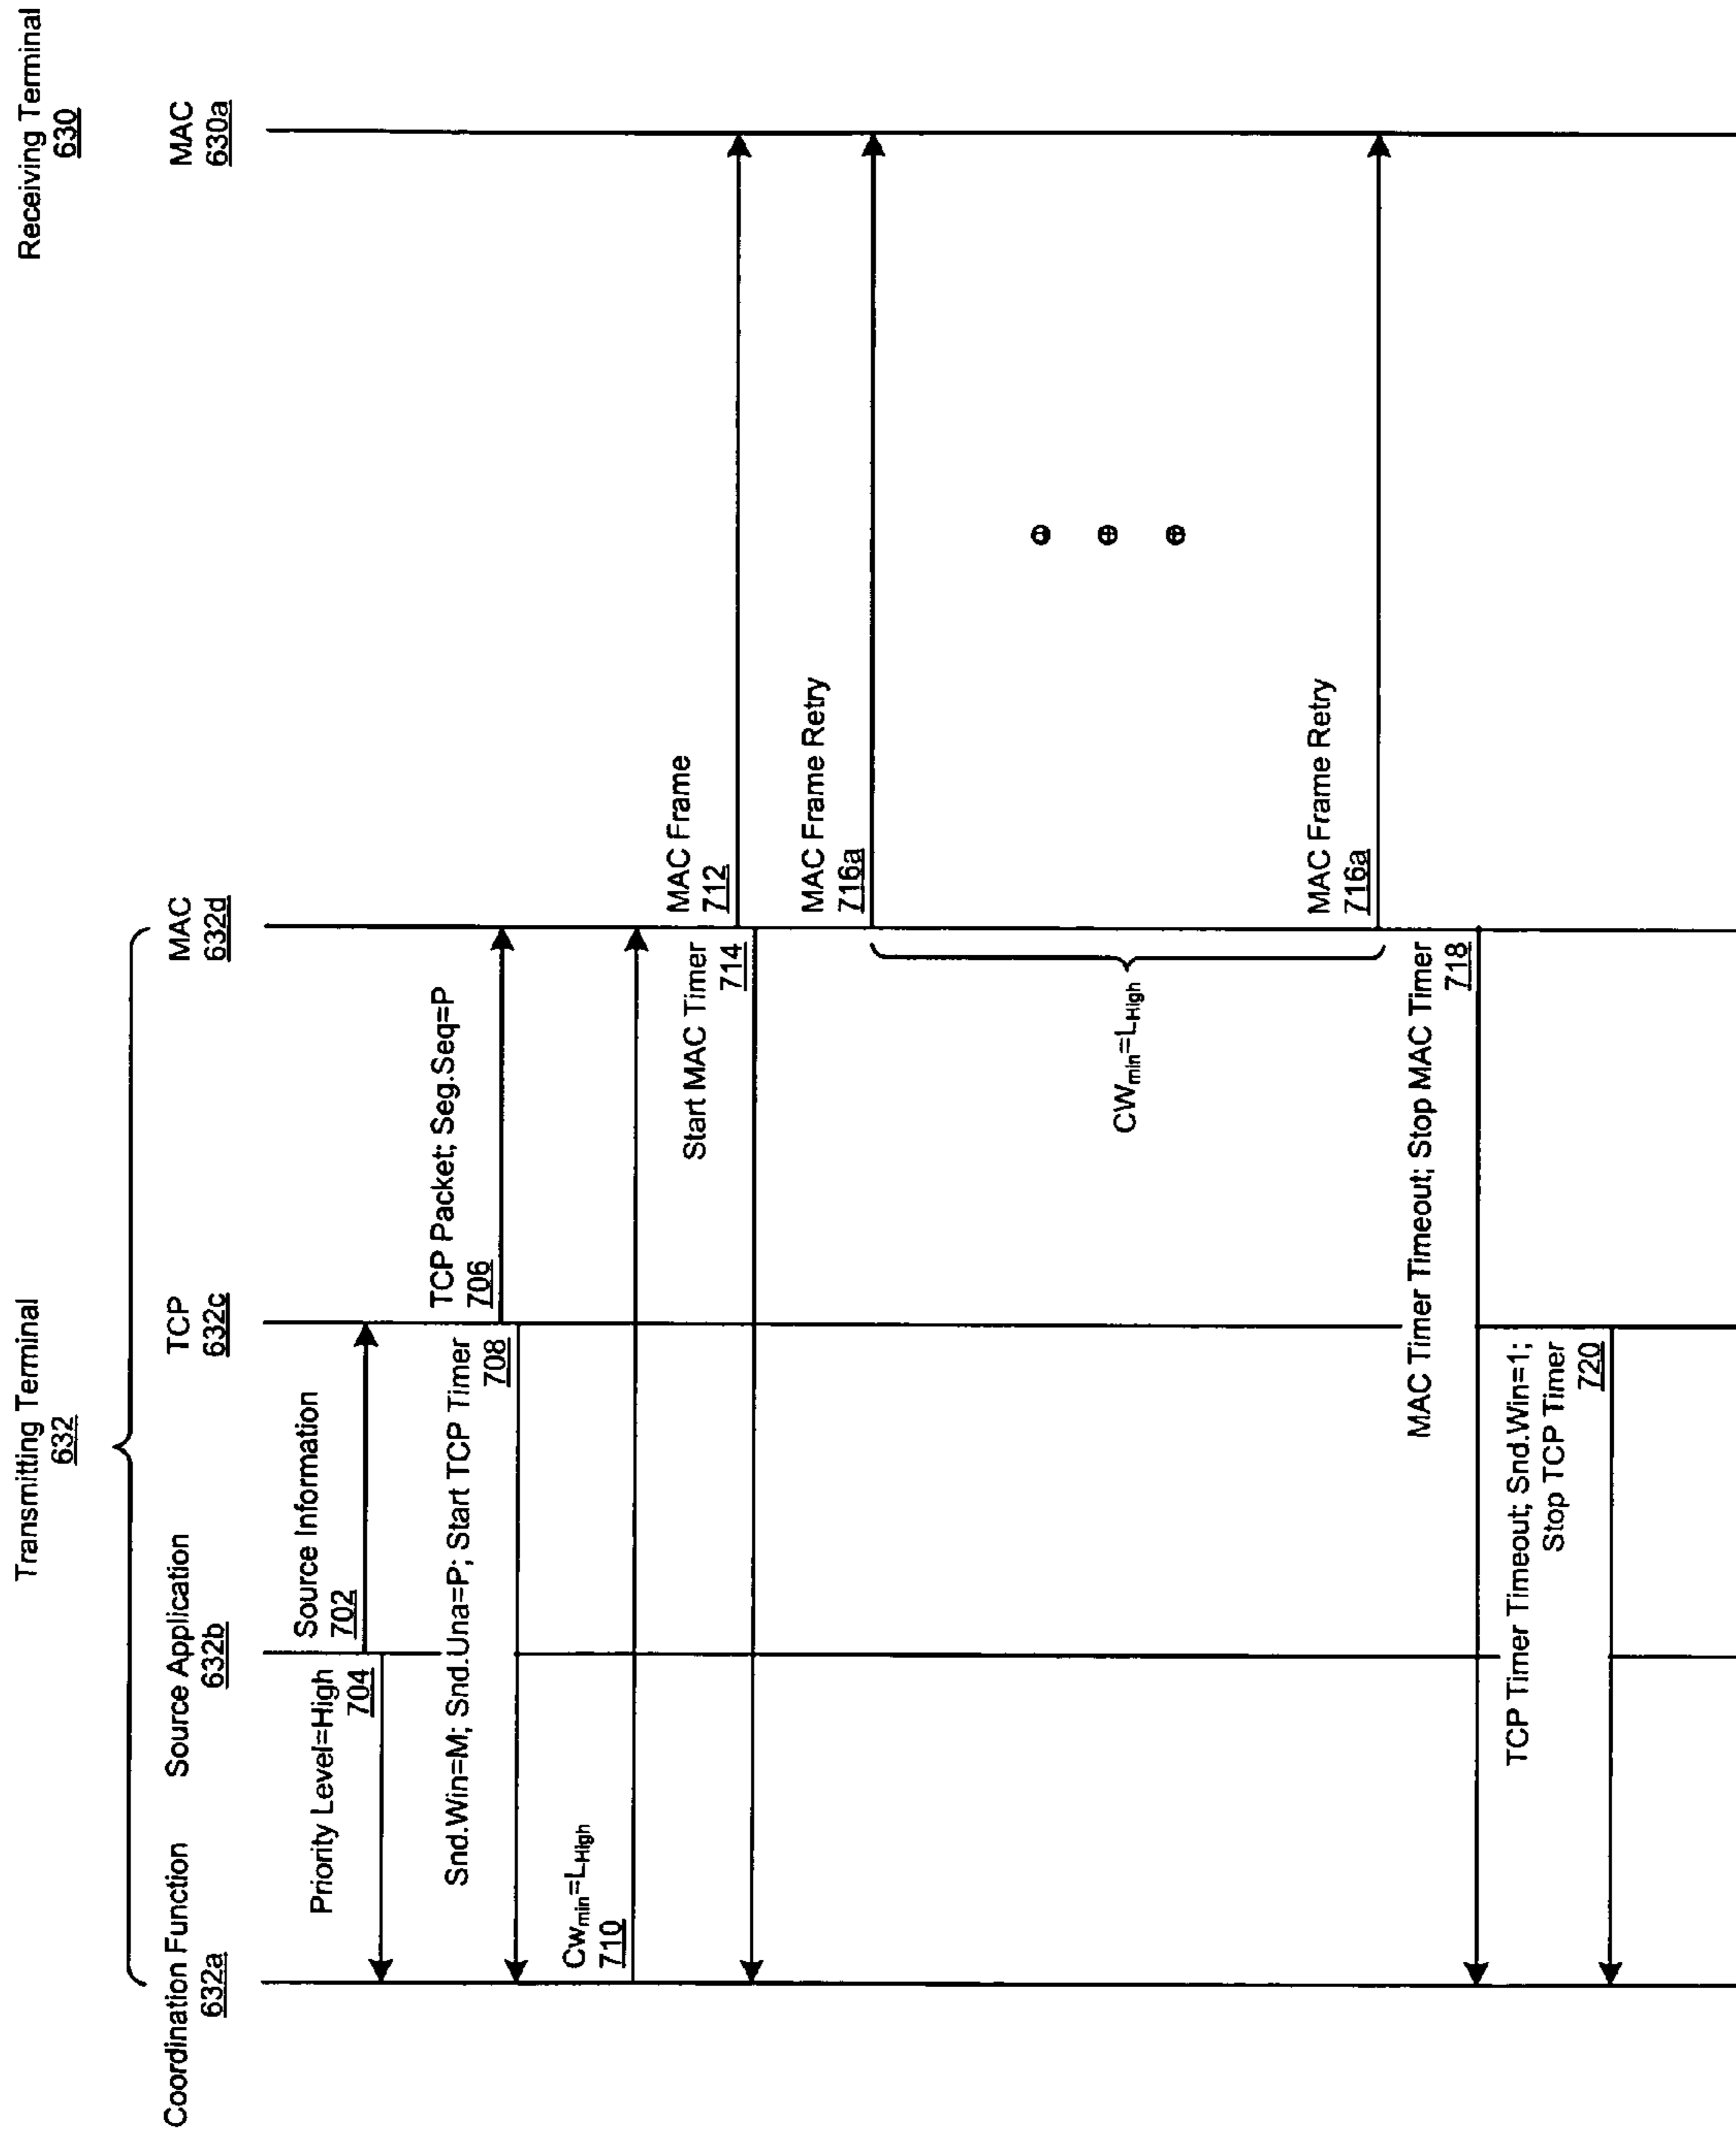 Transmitting Terminal
632
Receiving Terminal
630
Coordination Function
632a
Source Application
632b
TCP
632c
MAC
632d
MAC
630a
Source Information
702
Priority Level=High
704
TCP Packet; Seg.Seq=P
706
Snd.Win=M; Snd.Una=P; Start TCP Timer
708
Cwmin=LHigh
710
MAC Frame
712
Start MAC Timer
714
MAC Frame Retry
716a
CWmin=LHigh
MAC Frame Retry
716a
MAC Timer Timeout; Stop MAC Timer
718
TCP Timer Timeout; Snd.Win=1;
Stop TCP Timer
720